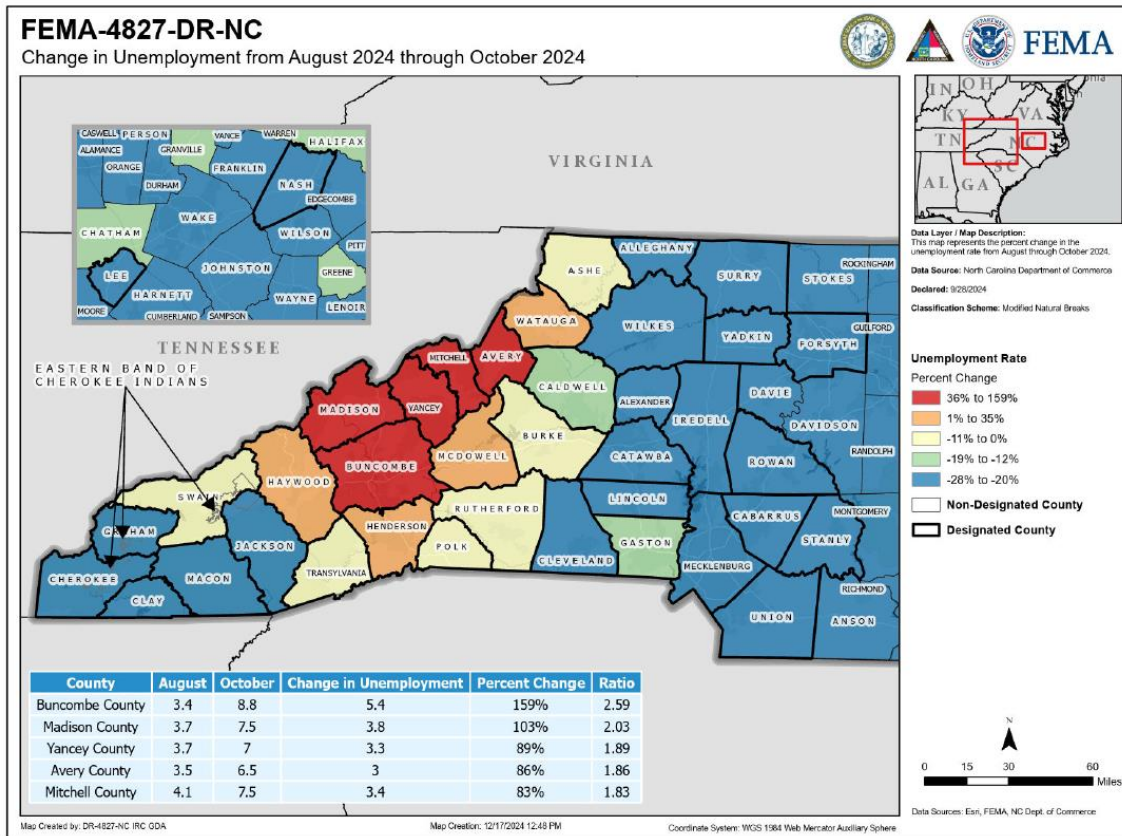 FEMA-4827-DR-NC
Change in Unemployment from August 2024 through October 2024
FEMA
CASWELL
PERSON
VANCE
WARREN
HALIFAX
ALAMANCE
GRANVILLE
ORANGE
FRANKLIN
NASH
DURHAM
EDGECOMBE
WAKE
CHATHAM
WILSON
PITT
LEE
JOHNSTON
GREENE
HARNETT
WAYNE
MOORE
CUMBERLAND
SAMPSON
LENOIR
VIRGINIA
TENNESSEE
EASTERN BAND OF
CHEROKEE INDIANS
ASHE
ALLEGHANY
SURRY
STOKES
ROCKINGHAM
WATAUGA
WILKES
YADKIN
FORSYTH
GUILFORD
MITCHELL
AVERY
CALDWELL
ALEXANDER
IREDELL
DAVIE
DAVIDSON
MADISON
YANCEY
BURKE
CATAWBA
ROWAN
RANDOLPH
BUNCOMBE
MCDOWELL
HAYWOOD
SWAIN
RUTHERFORD
LINCOLN
CABARRUS
MONTGOMERY
STANLY
GRAHAM
JACKSON
HENDERSON
POLK
CLEVELAND
GASTON
MECKLENBURG
CHEROKEE
MACON
TRANSYLVANIA
CLAY
UNION
ANSON
RICHMOND
County August October Change in Unemployment Percent Change Ratio
Buncombe County 3.4 8.8 5.4 159% 2.59
Madison County 3.7 7.5 3.8 103% 2.03
Yancey County 3.7 7 3.3 89% 1.89
Avery County 3.5 6.5 3 86% 1.86
Mitchell County 4.1 7.5 3.4 83% 1.83
IN
OH
KY
VA
TN
NC
SC
AL
GA
Data Layer / Map Description:
This map represents the percent change in the
unemployment rate from August through October 2024.
Data Source: North Carolina Department of Commerce
Declared: 9/28/2024
Classification Scheme: Modified Natural Breaks
Unemployment Rate
Percent Change
36% to 159%
1% to 35%
-11% to 0%
-19% to -12%
-28% to -20%
Non-Designated County
Designated County
N
0 15 30 60
Miles
Data Sources: Esri, FEMA, NC Dept. of Commerce
Map Created by: DR-4827-NC IRC GDA
Map Creation: 12/17/2024 12:48 PM
Coordinate System: WGS 1984 Web Mercator Auxiliary Sphere